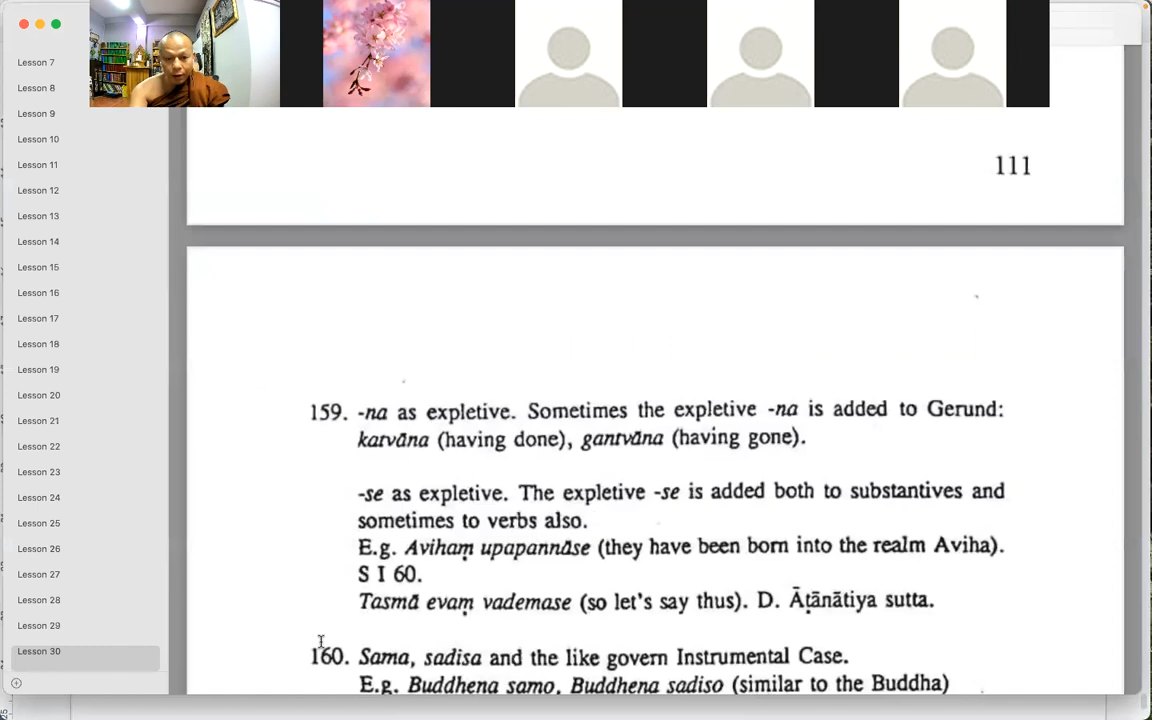 Lesson 7
Lesson 8
Lesson 9
Lesson 10
Lesson 11
Lesson 12
Lesson 13
Lesson 14
Lesson 15
Lesson 16
Lesson 17
Lesson 18
Lesson 19
Lesson 20
Lesson 21
Lesson 22
Lesson 23
Lesson 24
Lesson 25
Lesson 26
Lesson 27
Lesson 28
Lesson 29
Lesson 30
111
159. -na as expletive. Sometimes the expletive -na is added to Gerund:
katvāna (having done), gantvāna (having gone).
-se as expletive. The expletive -se is added both to substantives and
sometimes to verbs also.
E.g. Avihaṃ upapannāse (they have been born into the realm Aviha).
S I 60.
Tasmā evaṃ vademase (so let's say thus). D. Āṭānātiya sutta.
160. Sama, sadisa and the like govern Instrumental Case.
E.g. Buddhena samo, Buddhena sadiso (similar to the Buddha)